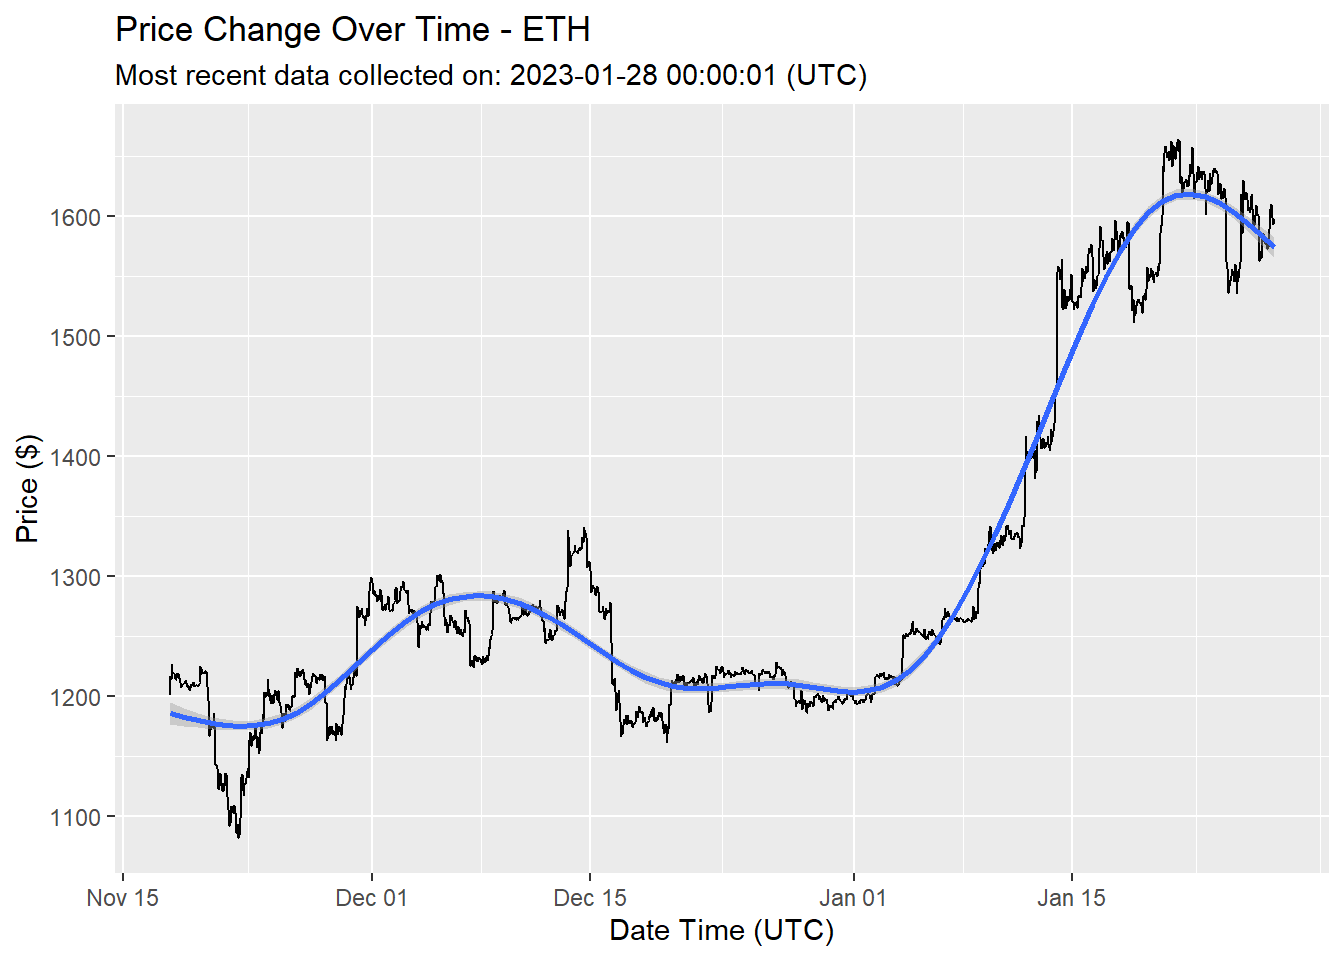 Price Change Over Time - ETH
Most recent data collected on: 2023-01-28 00:00:01 (UTC)
Price ($)
1600
1500
1400
1300
1200
1100
Nov 15 Dec 01 Dec 15 Jan 01 Jan 15
Date Time (UTC)